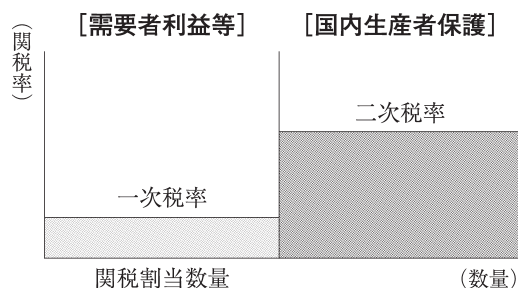 ［需要者利益等］
［国内生産者保護］
（関税率）
二次税率
一次税率
関税割当数量
（数量）